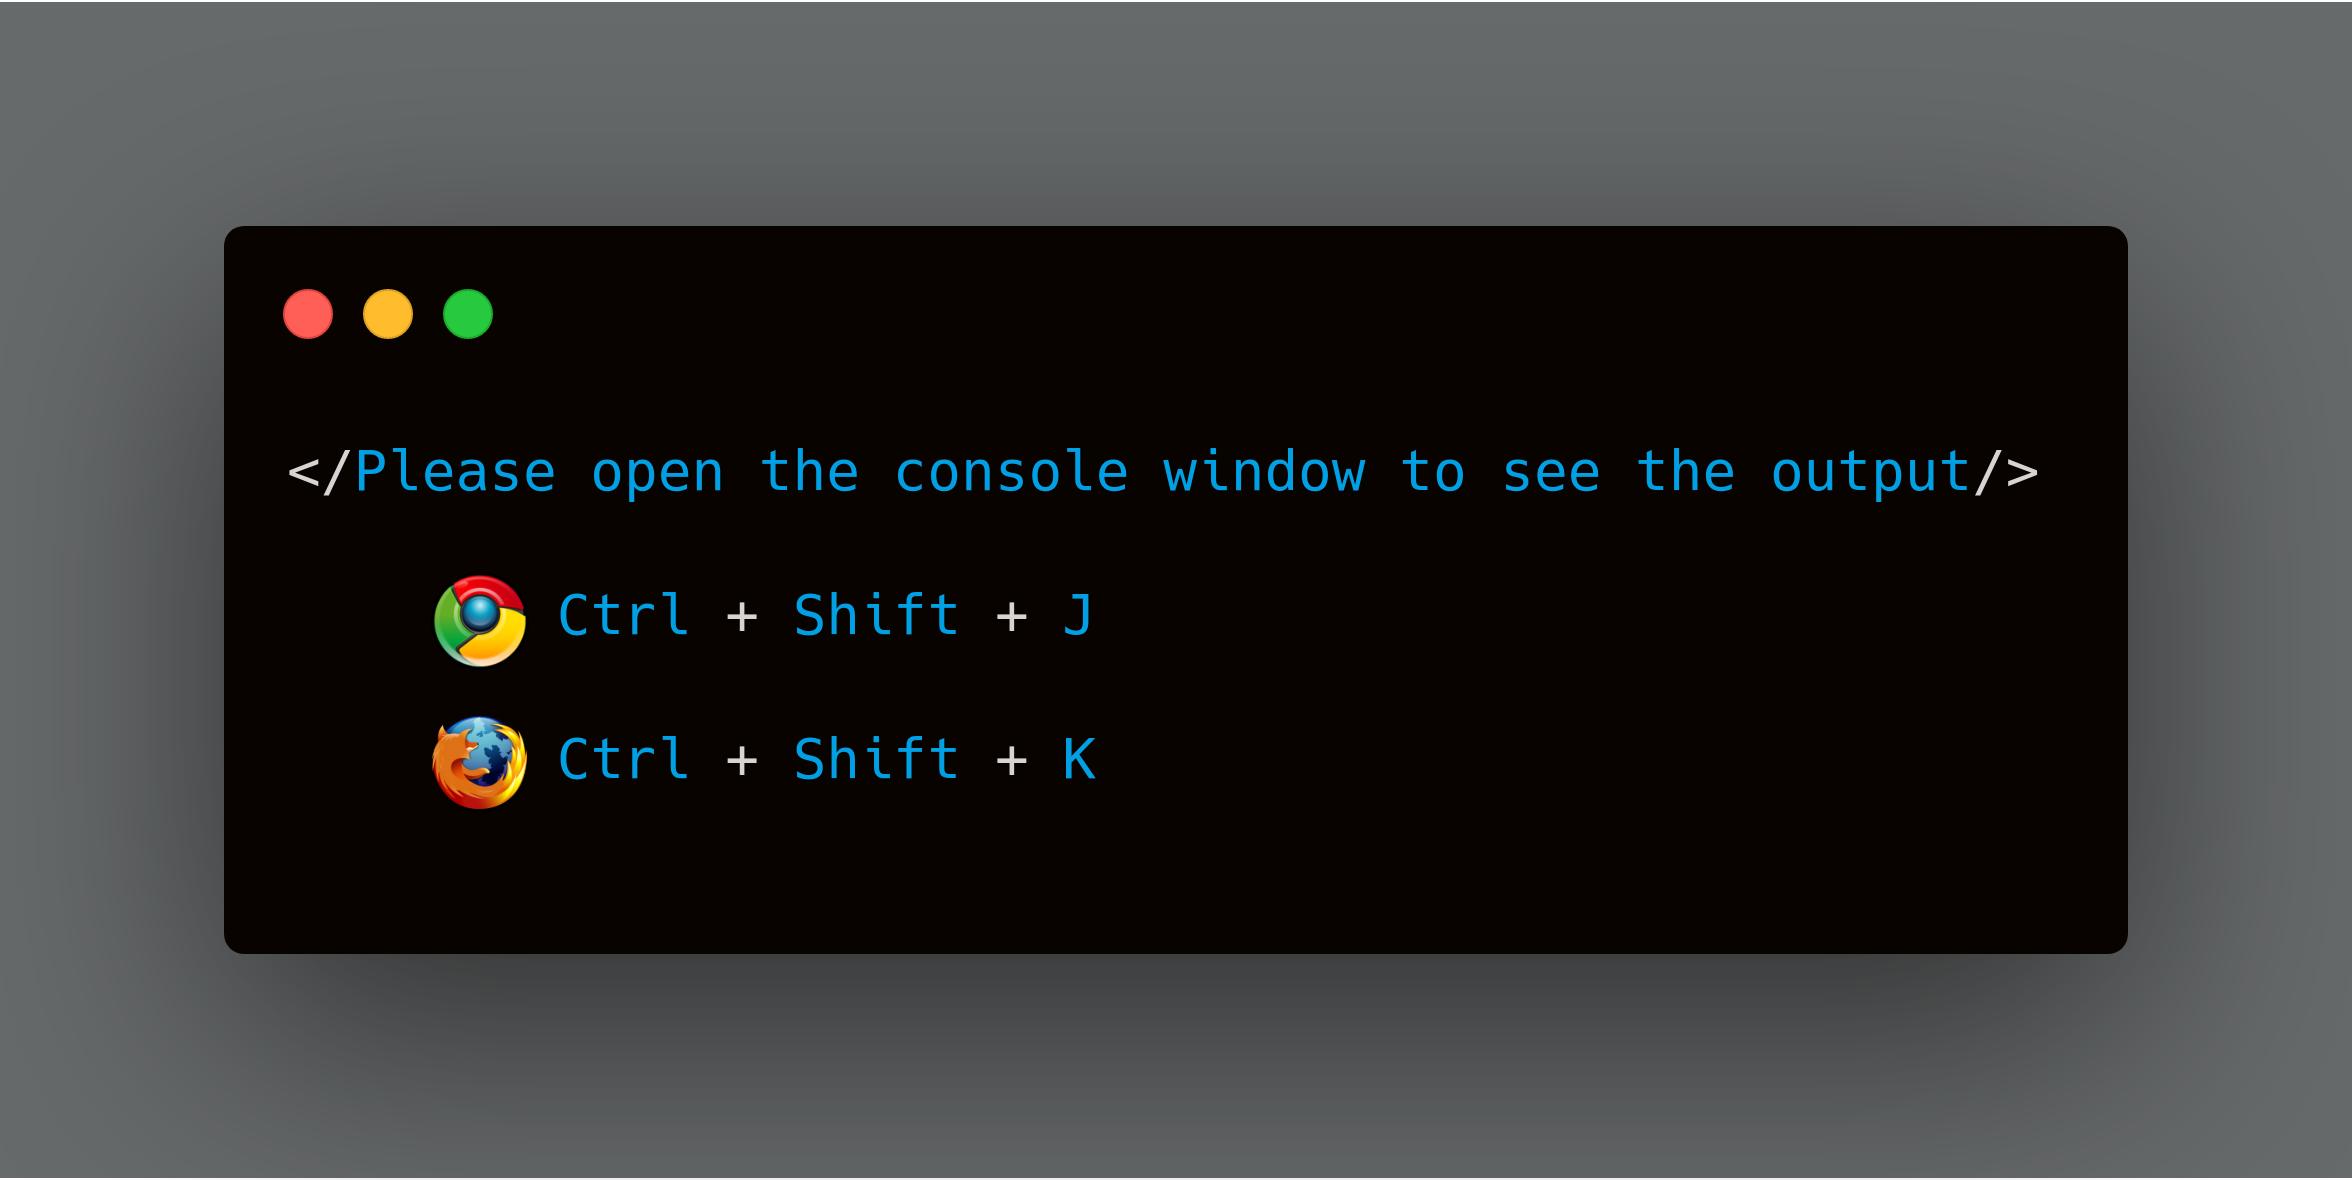 </Please open the console window to see the output/>
Ctrl + Shift + J
Ctrl + Shift + K